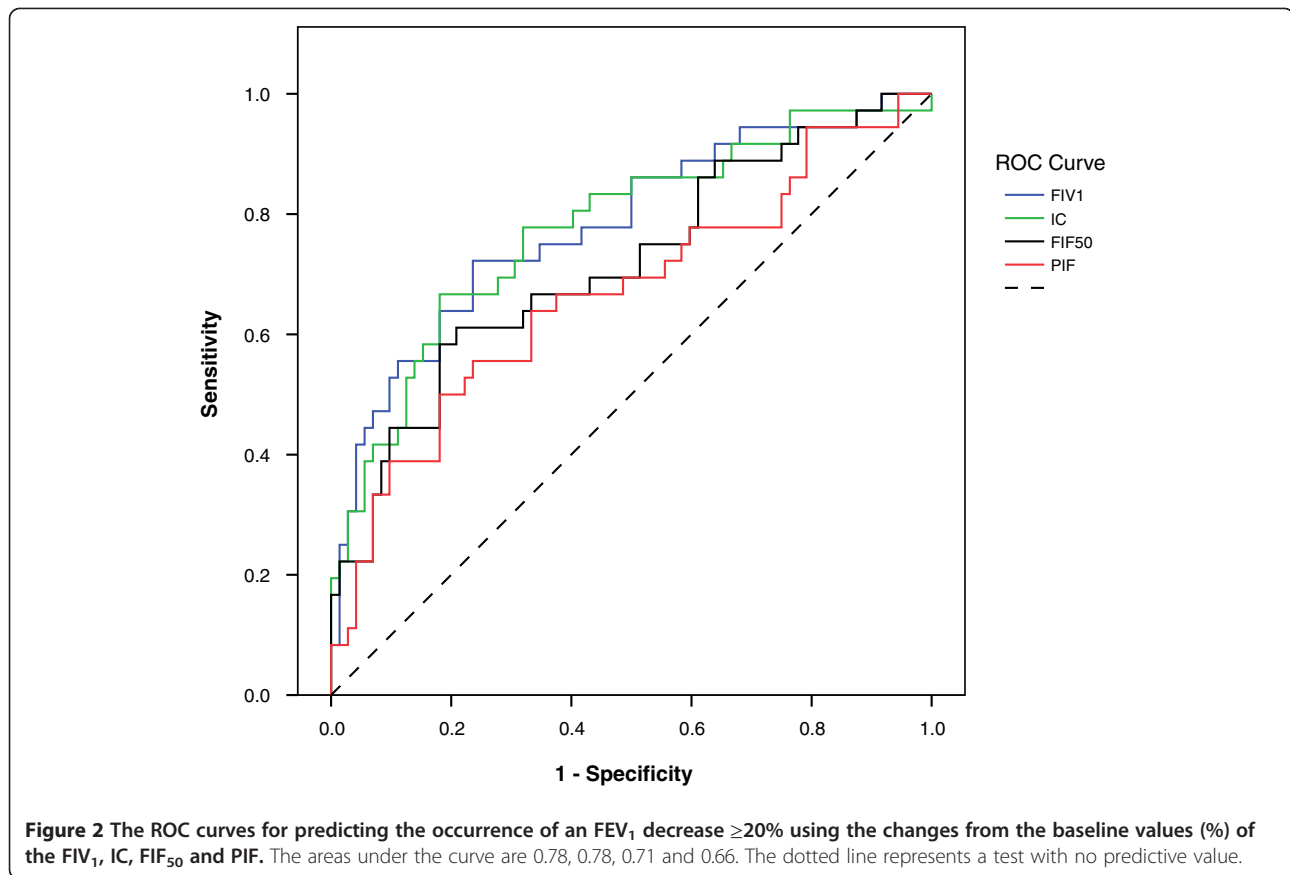 1.0
0.8
0.6
0.4
0.2
0.0
Sensitivity
0.0 0.2 0.4 0.6 0.8 1.0
1 - Specificity
ROC Curve
FIV1
IC
FIF50
PIF
Figure 2 The ROC curves for predicting the occurrence of an FEV₁ decrease ≥20% using the changes from the baseline values (%) of
the FIV₁, IC, FIF₅₀ and PIF. The areas under the curve are 0.78, 0.78, 0.71 and 0.66. The dotted line represents a test with no predictive value.